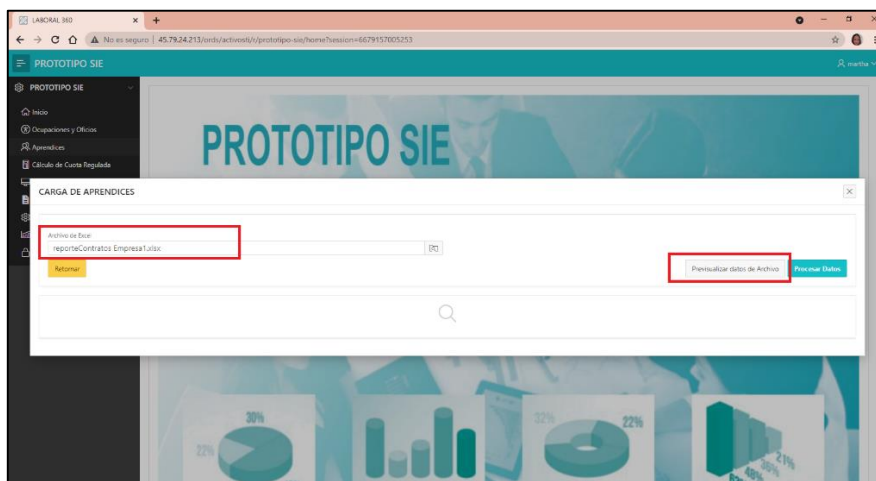 LABORAL 360
No es seguro | 45.79.24.213/ords/activosti/r/prototipo-sie/home?session=6679157005253
PROTOTIPO SIE
martha
PROTOTIPO SIE
Inicio
Ocupaciones y Oficios
Aprendices
Cálculo de Cuota Regulada
PROTOTIPO SIE
CARGA DE APRENDICES
Archivo de Excel
reporteContratos Empresa1.xlsx
Retornar
Previsualizar datos de Archivo
Procesar Datos
30%
22%
32%
22%
21%
36%
48%